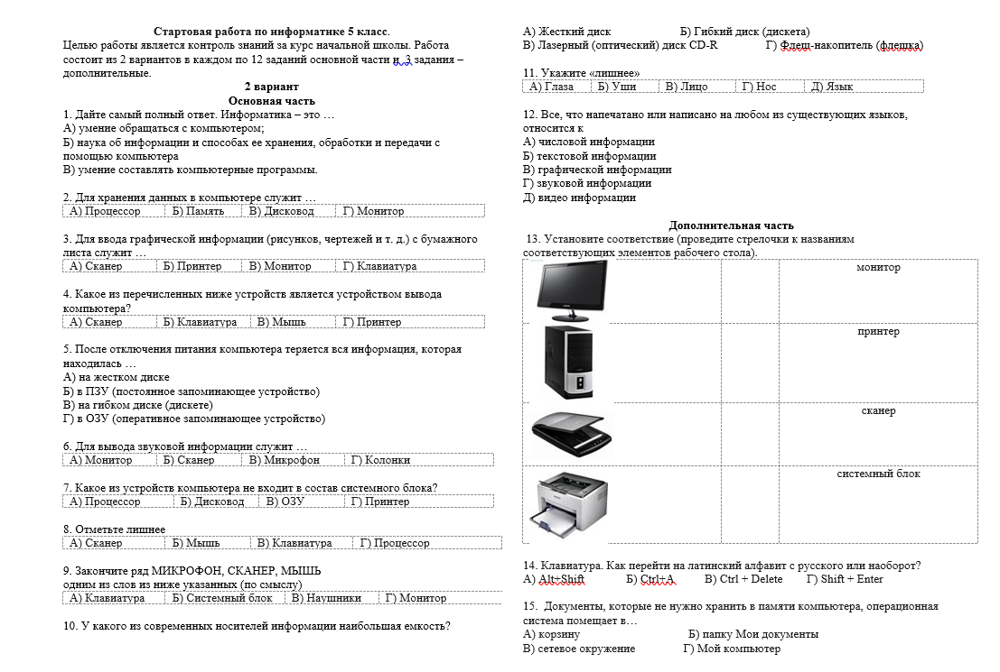 Стартовая работа по информатике 5 класс.
Целью работы является контроль знаний за курс начальной школы. Работа
состоит из 2 вариантов в каждом по 12 заданий основной части и 3 задания –
дополнительные.
2 вариант
Основная часть
1. Дайте самый полный ответ. Информатика – это …
А) умение обращаться с компьютером;
Б) наука об информации и способах ее хранения, обработки и передачи с
помощью компьютера
В) умение составлять компьютерные программы.
2. Для хранения данных в компьютере служит …
А) Процессор Б) Память В) Дисковод Г) Монитор
3. Для ввода графической информации (рисунков, чертежей и т. д.) с бумажного
листа служит …
А) Сканер Б) Принтер В) Монитор Г) Клавиатура
4. Какое из перечисленных ниже устройств является устройством вывода
компьютера?
А) Сканер Б) Клавиатура В) Мышь Г) Принтер
5. После отключения питания компьютера теряется вся информация, которая
находилась …
А) на жестком диске
Б) в ПЗУ (постоянное запоминающее устройство)
В) на гибком диске (дискете)
Г) в ОЗУ (оперативное запоминающее устройство)
6. Для вывода звуковой информации служит …
А) Монитор Б) Сканер В) Микрофон Г) Колонки
7. Какое из устройств компьютера не входит в состав системного блока?
А) Процессор Б) Дисковод В) ОЗУ Г) Принтер
8. Отметьте лишнее
А) Сканер Б) Мышь В) Клавиатура Г) Процессор
9. Закончите ряд МИКРОФОН, СКАНЕР, МЫШЬ
одним из слов из ниже указанных (по смыслу)
А) Клавиатура Б) Системный блок В) Наушники Г) Монитор
10. У какого из современных носителей информации наибольшая емкость?
А) Жесткий диск Б) Гибкий диск (дискета)
В) Лазерный (оптический) диск CD-R Г) Флеш-накопитель (флешка)
11. Укажите «лишнее»
А) Глаза Б) Уши В) Лицо Г) Нос Д) Язык
12. Все, что напечатано или написано на любом из существующих языков,
относится к
А) числовой информации
Б) текстовой информации
В) графической информации
Г) звуковой информации
Д) видео информации
Дополнительная часть
13. Установите соответствие (проведите стрелочки к названиям
соответствующих элементов рабочего стола).
монитор
принтер
сканер
системный блок
14. Клавиатура. Как перейти на латинский алфавит с русского или наоборот?
А) Alt+Shift Б) Ctrl+A В) Ctrl + Delete Г) Shift + Enter
15. Документы, которые не нужно хранить в памяти компьютера, операционная
система помещает в…
А) корзину Б) папку Мои документы
В) сетевое окружение Г) Мой компьютер